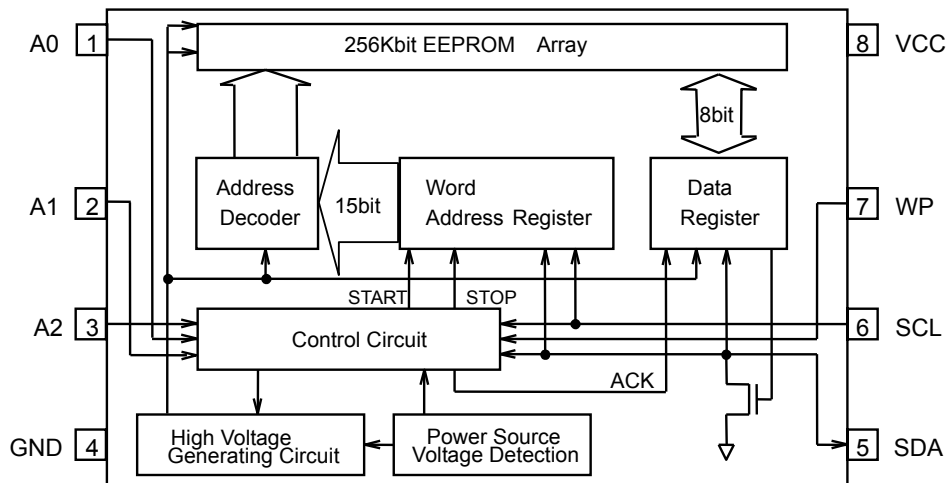 A0 1
256Kbit EEPROM Array
8 VCC
8bit
A1 2
Address
Decoder
15bit
Word
Address Register
Data
Register
7 WP
START
STOP
A2 3
Control Circuit
6 SCL
ACK
GND 4
High Voltage
Generating Circuit
Power Source
Voltage Detection
5 SDA